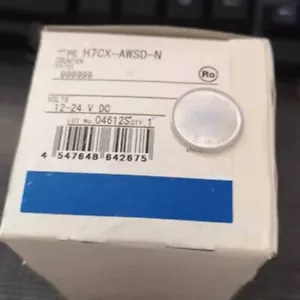 TYPE H7CX-AWSD-N
COUNTER
999999
Ro
VOLTS
12-24 V DC
LOT No. 04612S QTY. 1
4 547648 642675